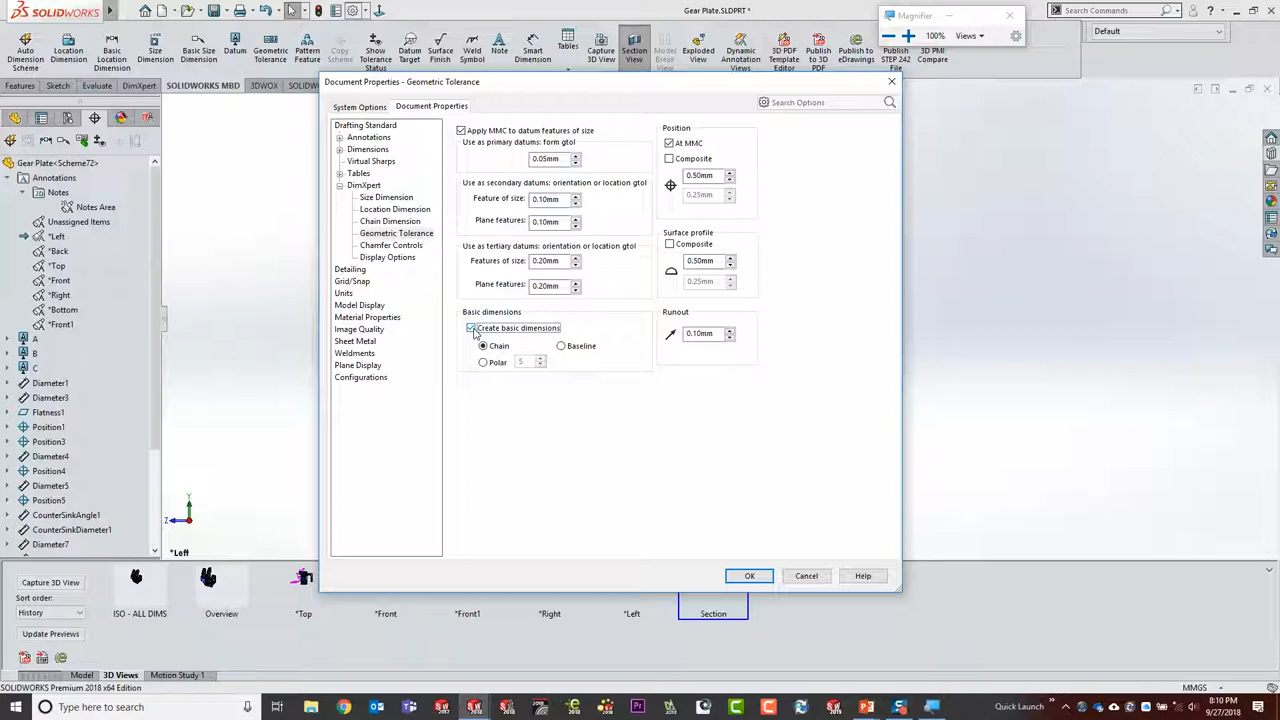 SOLIDWORKS
Gear Plate.SLDPRT *
Search Commands
Magnifier
100%
Views
Default
Auto Dimension Scheme
Location Dimension
Basic Location Dimension
Size Dimension
Basic Size Dimension
Datum
Geometric Tolerance
Pattern Feature
Copy Scheme
Show Tolerance Status
Datum Target
Surface Finish
Weld Symbol
Note
Smart Dimension
Tables
Capture 3D View
Section View
Model Break View
Exploded View
Dynamic Annotation Views
3D PDF Template Editor
Publish to 3D PDF
Publish to eDrawings
Publish STEP 242 File
3D PMI Compare
Features
Sketch
Evaluate
DimXpert
SOLIDWORKS MBD
3DWOX
SOLIDW
Gear Plate<Scheme72>
Annotations
Notes
Notes Area
Unassigned Items
*Left
*Back
*Top
*Front
*Right
*Bottom
*Front1
A
B
C
Diameter1
Diameter3
Flatness1
Position1
Position3
Diameter4
Position4
Diameter5
Position5
CounterSinkAngle1
CounterSinkDiameter1
Diameter7
Document Properties - Geometric Tolerance
System Options
Document Properties
Search Options
Drafting Standard
Annotations
Dimensions
Virtual Sharps
Tables
DimXpert
Size Dimension
Location Dimension
Chain Dimension
Geometric Tolerance
Chamfer Controls
Display Options
Detailing
Grid/Snap
Units
Model Display
Material Properties
Image Quality
Sheet Metal
Weldments
Plane Display
Configurations
Apply MMC to datum features of size
Use as primary datums: form gtol
0.05mm
Use as secondary datums: orientation or location gtol
Feature of size:
0.10mm
Plane features:
0.10mm
Use as tertiary datums: orientation or location gtol
Features of size:
0.20mm
Plane features:
0.20mm
Basic dimensions
Create basic dimensions
Chain
Baseline
Polar
5
Position
At MMC
Composite
0.50mm
0.25mm
Surface profile
Composite
0.50mm
0.25mm
Runout
0.10mm
OK
Cancel
Help
Y
Z
*Left
Capture 3D View
Sort order:
History
Update Previews
ISO - ALL DIMS
Overview
*Top
*Front
*Front1
*Right
*Left
Section
Model
3D Views
Motion Study 1
SOLIDWORKS Premium 2018 x64 Edition
MMGS
Type here to search
Quick Launch
8:10 PM
9/27/2018